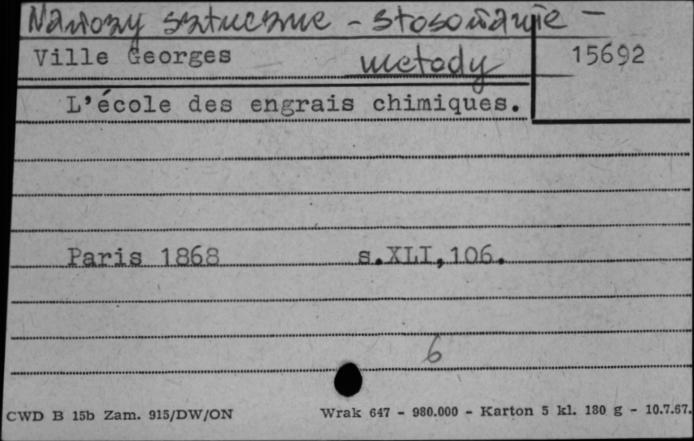 Nawozy sztuczne - stosowanie -
metody
Ville Georges
15692
L'école des engrais chimiques.
Paris 1868 s.XLI,106.
6
CWD B 15b Zam. 915/DW/ON Wrak 647 - 980.000 - Karton 5 kl. 180 g - 10.7.67.